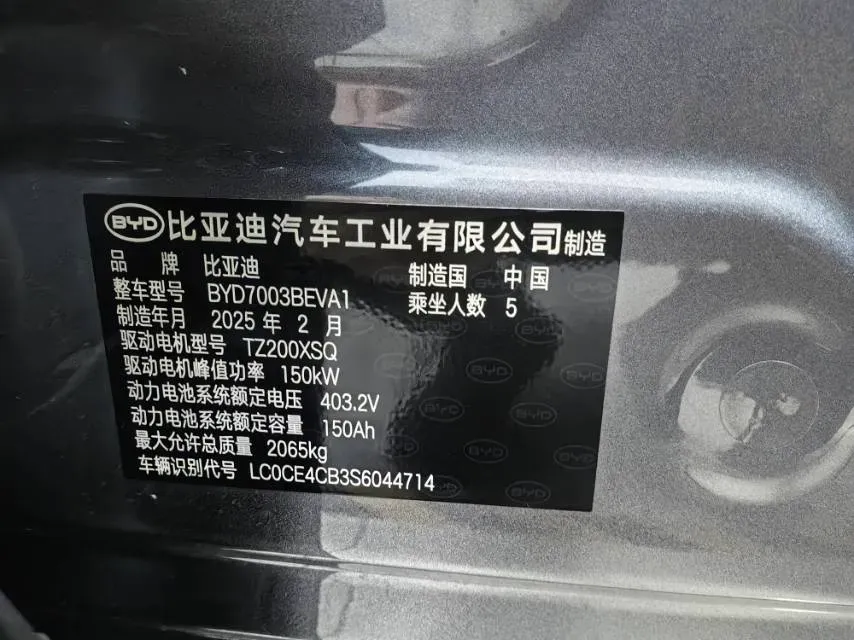 BYD 比亚迪汽车工业有限公司制造
品牌 比亚迪 制造国 中国
整车型号 BYD7003BEVA1 乘坐人数 5
制造年月 2025 年 2 月
驱动电机型号 TZ200XSQ
驱动电机峰值功率 150kW
动力电池系统额定电压 403.2V
动力电池系统额定容量 150Ah
最大允许总质量 2065kg
车辆识别代号 LC0CE4CB3S6044714